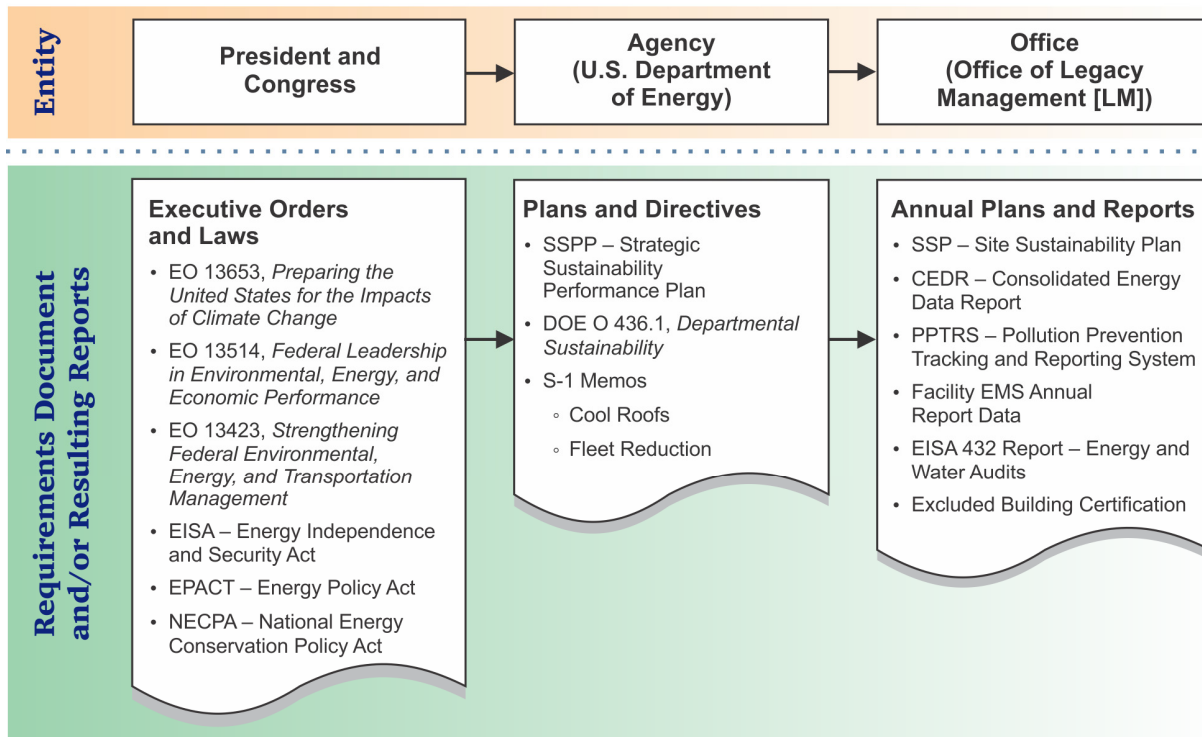 Entity
President and
Congress
Agency
(U.S. Department
of Energy)
Office
(Office of Legacy
Management [LM])
Requirements Document
and/or Resulting Reports
Executive Orders
and Laws
• EO 13653, Preparing the
United States for the Impacts
of Climate Change
• EO 13514, Federal Leadership
in Environmental, Energy, and
Economic Performance
• EO 13423, Strengthening
Federal Environmental,
Energy, and Transportation
Management
• EISA – Energy Independence
and Security Act
• EPACT – Energy Policy Act
• NECPA – National Energy
Conservation Policy Act
Plans and Directives
• SSPP – Strategic
Sustainability
Performance Plan
• DOE O 436.1, Departmental
Sustainability
• S-1 Memos
◦ Cool Roofs
◦ Fleet Reduction
Annual Plans and Reports
• SSP – Site Sustainability Plan
• CEDR – Consolidated Energy
Data Report
• PPTRS – Pollution Prevention
Tracking and Reporting System
• Facility EMS Annual
Report Data
• EISA 432 Report – Energy and
Water Audits
• Excluded Building Certification